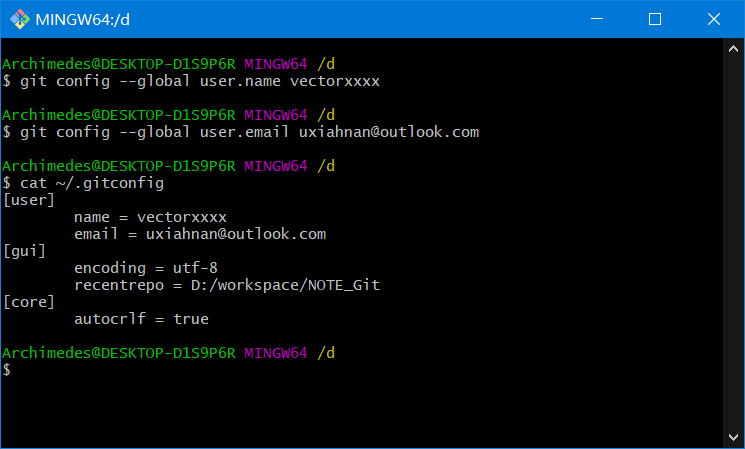 MINGW64:/d
Archimedes@DESKTOP-D1S9P6R MINGW64 /d
$ git config --global user.name vectorxxxx
Archimedes@DESKTOP-D1S9P6R MINGW64 /d
$ git config --global user.email uxiahnan@outlook.com
Archimedes@DESKTOP-D1S9P6R MINGW64 /d
$ cat ~/.gitconfig
[user]
        name = vectorxxxx
        email = uxiahnan@outlook.com
[gui]
        encoding = utf-8
        recentrepo = D:/workspace/NOTE_Git
[core]
        autocrlf = true
Archimedes@DESKTOP-D1S9P6R MINGW64 /d
$